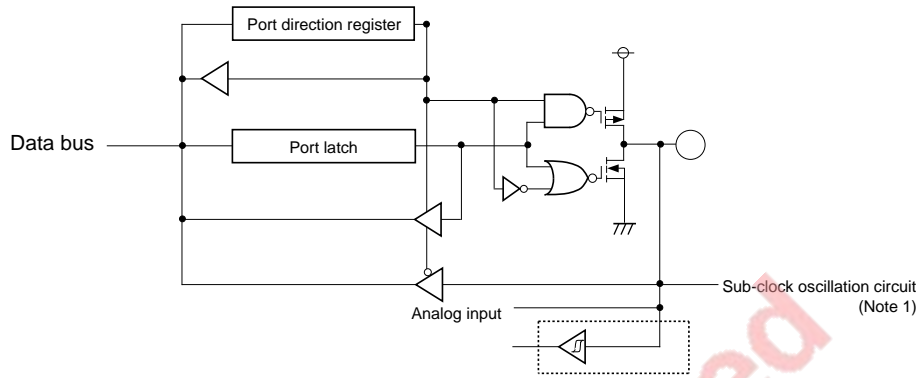 Port direction register
Data bus
Port latch
Sub-clock oscillation circuit
(Note 1)
Analog input